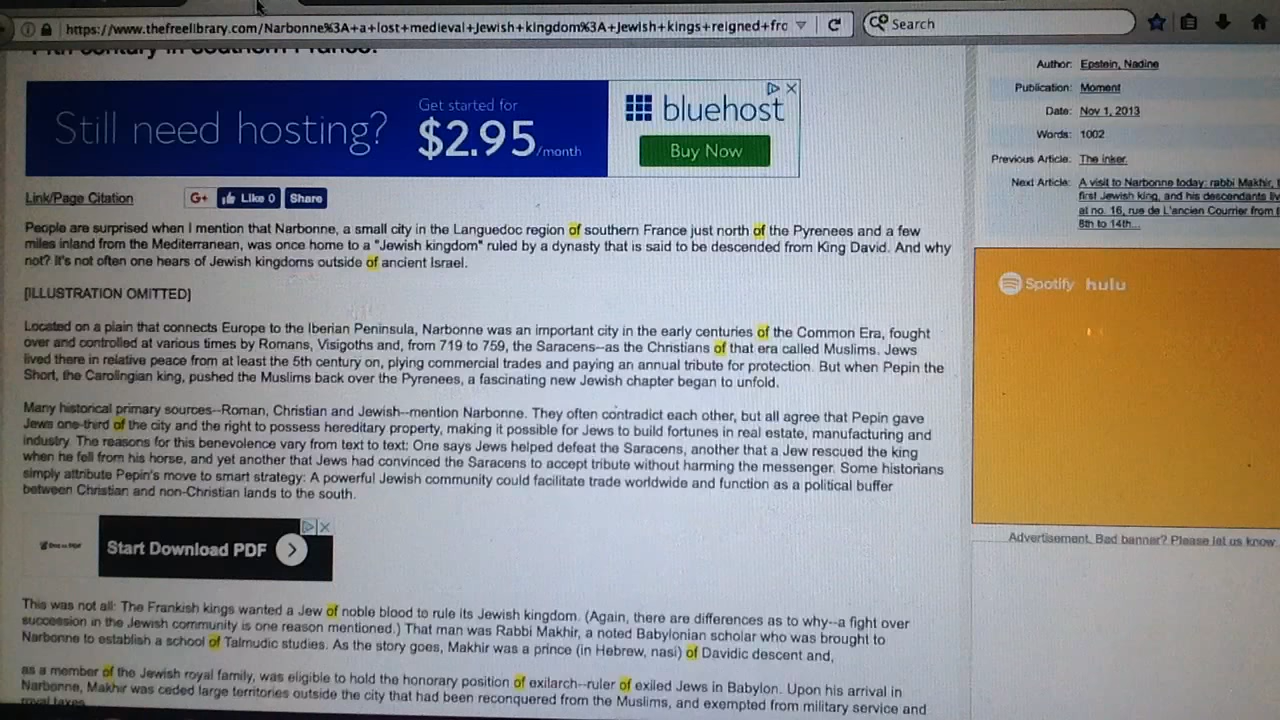 https://www.thefreelibrary.com/Narbonne%3A+a+lost+medieval+Jewish+kingdom%3A+Jewish+kings+reigned+fro
Search
14th century in southern France.
Still need hosting?
Get started for
$2.95/month
bluehost
Buy Now
Author: Epstein, Nadine
Publication: Moment
Date: Nov 1, 2013
Words: 1002
Previous Article: The inker.
Next Article: A visit to Narbonne today: rabbi Makhir,
first Jewish king, and his descendants liv
at no. 16, rue de L'ancien Courrier from
8th to 14th...
Link/Page Citation
G+ Like 0 Share
People are surprised when I mention that Narbonne, a small city in the Languedoc region of southern France just north of the Pyrenees and a few
miles inland from the Mediterranean, was once home to a "Jewish kingdom" ruled by a dynasty that is said to be descended from King David. And why
not? It's not often one hears of Jewish kingdoms outside of ancient Israel.
[ILLUSTRATION OMITTED]
Located on a plain that connects Europe to the Iberian Peninsula, Narbonne was an important city in the early centuries of the Common Era, fought
over and controlled at various times by Romans, Visigoths and, from 719 to 759, the Saracens--as the Christians of that era called Muslims. Jews
lived there in relative peace from at least the 5th century on, plying commercial trades and paying an annual tribute for protection. But when Pepin the
Short, the Carolingian king, pushed the Muslims back over the Pyrenees, a fascinating new Jewish chapter began to unfold.
Many historical primary sources--Roman, Christian and Jewish--mention Narbonne. They often contradict each other, but all agree that Pepin gave
Jews one-third of the city and the right to possess hereditary property, making it possible for Jews to build fortunes in real estate, manufacturing and
industry. The reasons for this benevolence vary from text to text: One says Jews helped defeat the Saracens, another that a Jew rescued the king
when he fell from his horse, and yet another that Jews had convinced the Saracens to accept tribute without harming the messenger. Some historians
simply attribute Pepin's move to smart strategy: A powerful Jewish community could facilitate trade worldwide and function as a political buffer
between Christian and non-Christian lands to the south.
Spotify hulu
Advertisement. Bad banner? Please let us know
Start Download PDF
This was not all: The Frankish kings wanted a Jew of noble blood to rule its Jewish kingdom. (Again, there are differences as to why--a fight over
succession in the Jewish community is one reason mentioned.) That man was Rabbi Makhir, a noted Babylonian scholar who was brought to
Narbonne to establish a school of Talmudic studies. As the story goes, Makhir was a prince (in Hebrew, nasi) of Davidic descent and,
as a member of the Jewish royal family, was eligible to hold the honorary position of exilarch--ruler of exiled Jews in Babylon. Upon his arrival in
Narbonne, Makhir was ceded large territories outside the city that had been reconquered from the Muslims, and exempted from military service and
royal taxes.